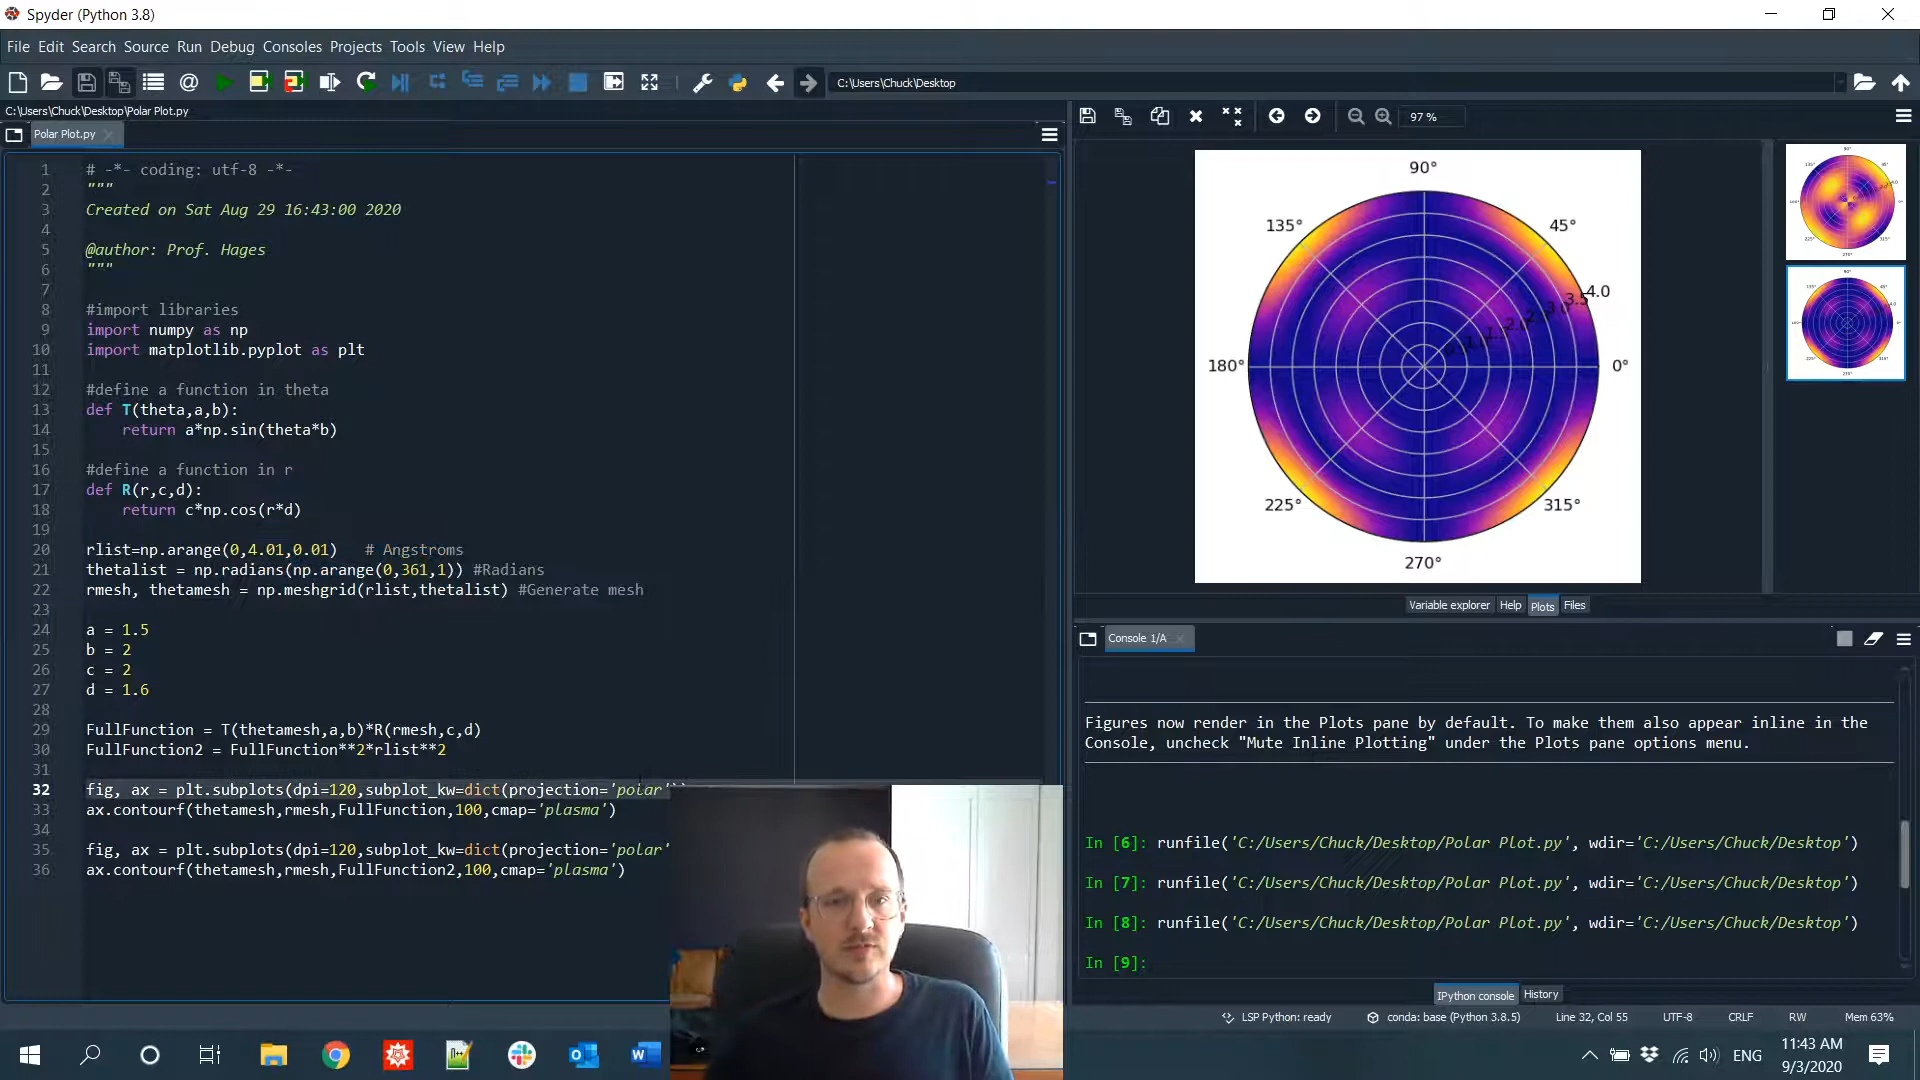 Spyder (Python 3.8)
File Edit Search Source Run Debug Consoles Projects Tools View Help
C:\Users\Chuck\Desktop
C:\Users\Chuck\Desktop\Polar Plot.py
Polar Plot.py
1 # -*- coding: utf-8 -*-
2 """
3 Created on Sat Aug 29 16:43:00 2020
4
5 @author: Prof. Hages
6 """
7
8 #import libraries
9 import numpy as np
10 import matplotlib.pyplot as plt
11
12 #define a function in theta
13 def T(theta,a,b):
14 return a*np.sin(theta*b)
15
16 #define a function in r
17 def R(r,c,d):
18 return c*np.cos(r*d)
19
20 rlist=np.arange(0,4.01,0.01) # Angstroms
21 thetalist = np.radians(np.arange(0,361,1)) #Radians
22 rmesh, thetamesh = np.meshgrid(rlist,thetalist) #Generate mesh
23
24 a = 1.5
25 b = 2
26 c = 2
27 d = 1.6
28
29 FullFunction = T(thetamesh,a,b)*R(rmesh,c,d)
30 FullFunction2 = FullFunction**2*rlist**2
31
32 fig, ax = plt.subplots(dpi=120,subplot_kw=dict(projection='polar'))
33 ax.contourf(thetamesh,rmesh,FullFunction,100,cmap='plasma')
34
35 fig, ax = plt.subplots(dpi=120,subplot_kw=dict(projection='polar'
36 ax.contourf(thetamesh,rmesh,FullFunction2,100,cmap='plasma')
97 %
90°
135° 45°
3.5 4.0
180° 0°
225° 315°
270°
Variable explorer Help Plots Files
Console 1/A
Figures now render in the Plots pane by default. To make them also appear inline in the
Console, uncheck "Mute Inline Plotting" under the Plots pane options menu.
In [6]: runfile('C:/Users/Chuck/Desktop/Polar Plot.py', wdir='C:/Users/Chuck/Desktop')
In [7]: runfile('C:/Users/Chuck/Desktop/Polar Plot.py', wdir='C:/Users/Chuck/Desktop')
In [8]: runfile('C:/Users/Chuck/Desktop/Polar Plot.py', wdir='C:/Users/Chuck/Desktop')
In [9]:
IPython console History
LSP Python: ready conda: base (Python 3.8.5) Line 32, Col 55 UTF-8 CRLF RW Mem 63%
ENG 11:43 AM
9/3/2020